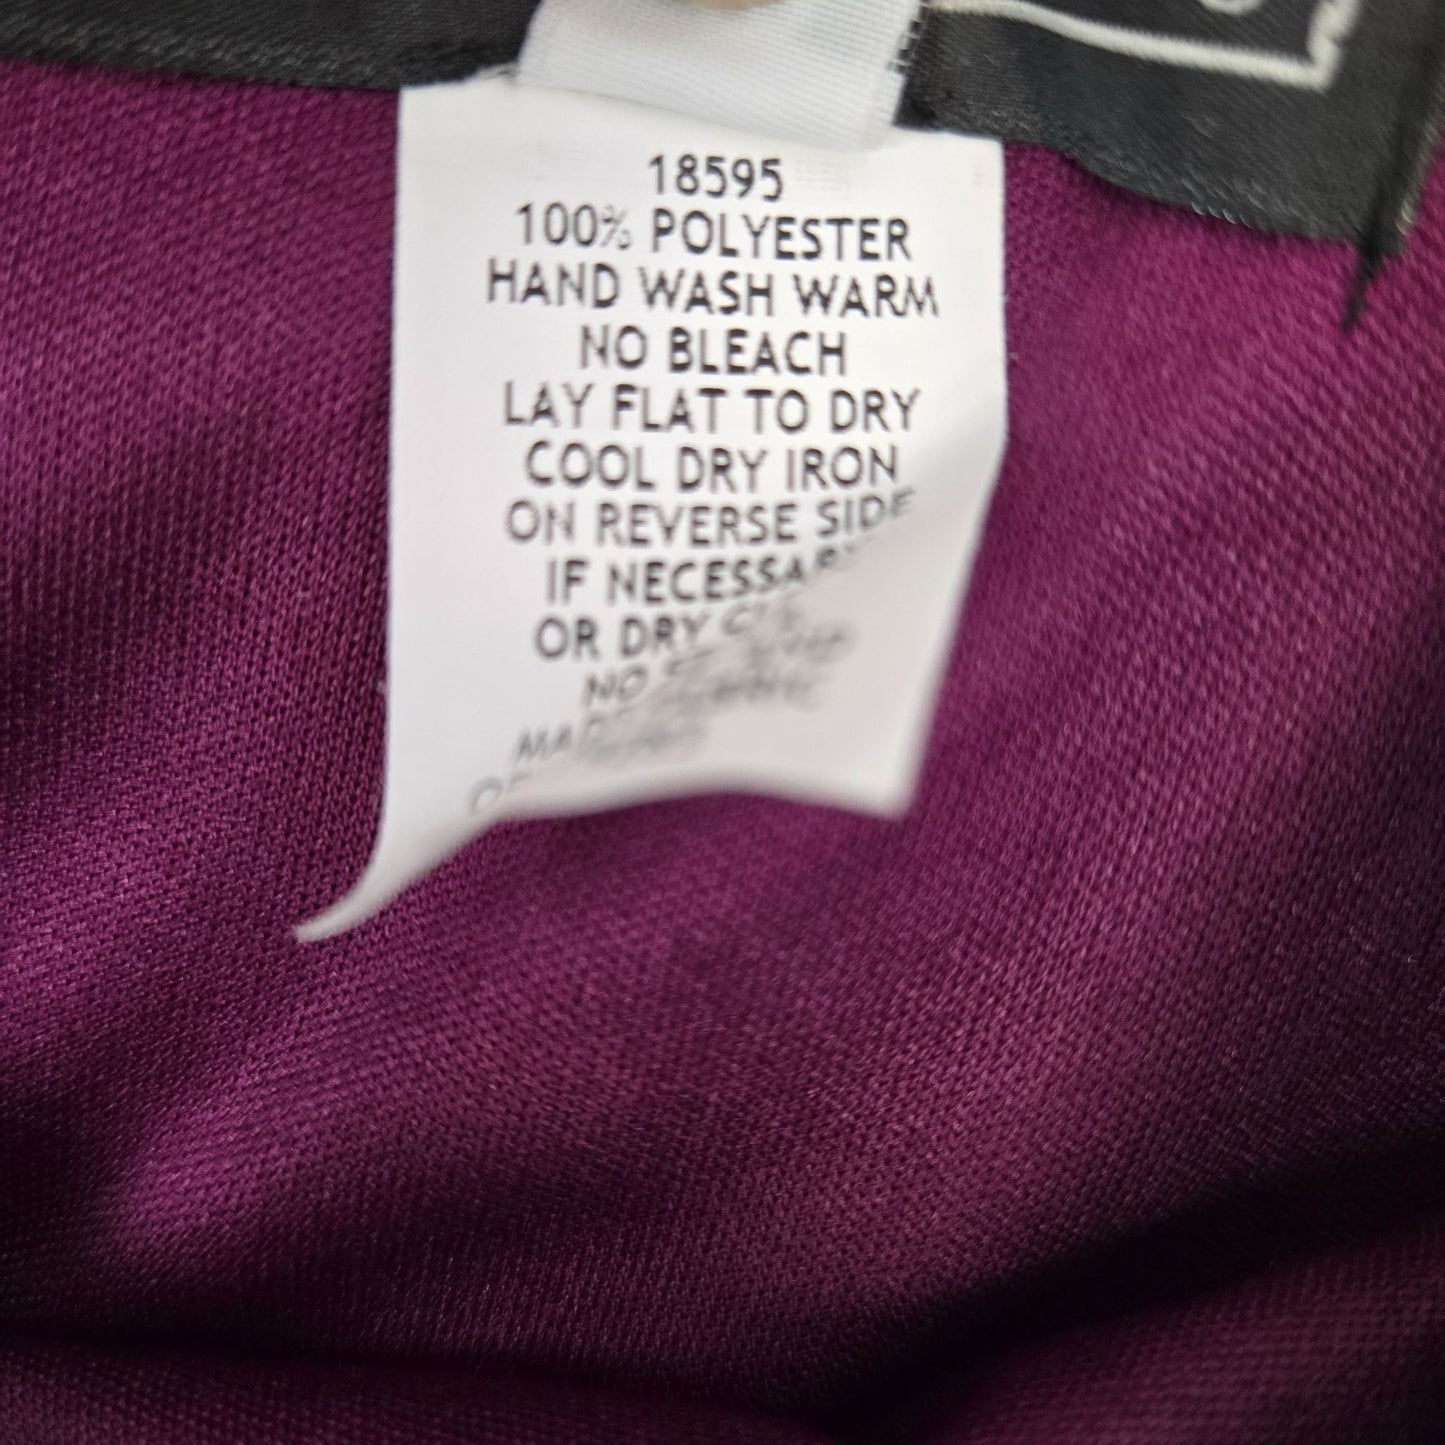 18595
100% POLYESTER
HAND WASH WARM
NO BLEACH
LAY FLAT TO DRY
COOL DRY IRON
ON REVERSE SIDE
IF NECESSARY
OR DRY
NO